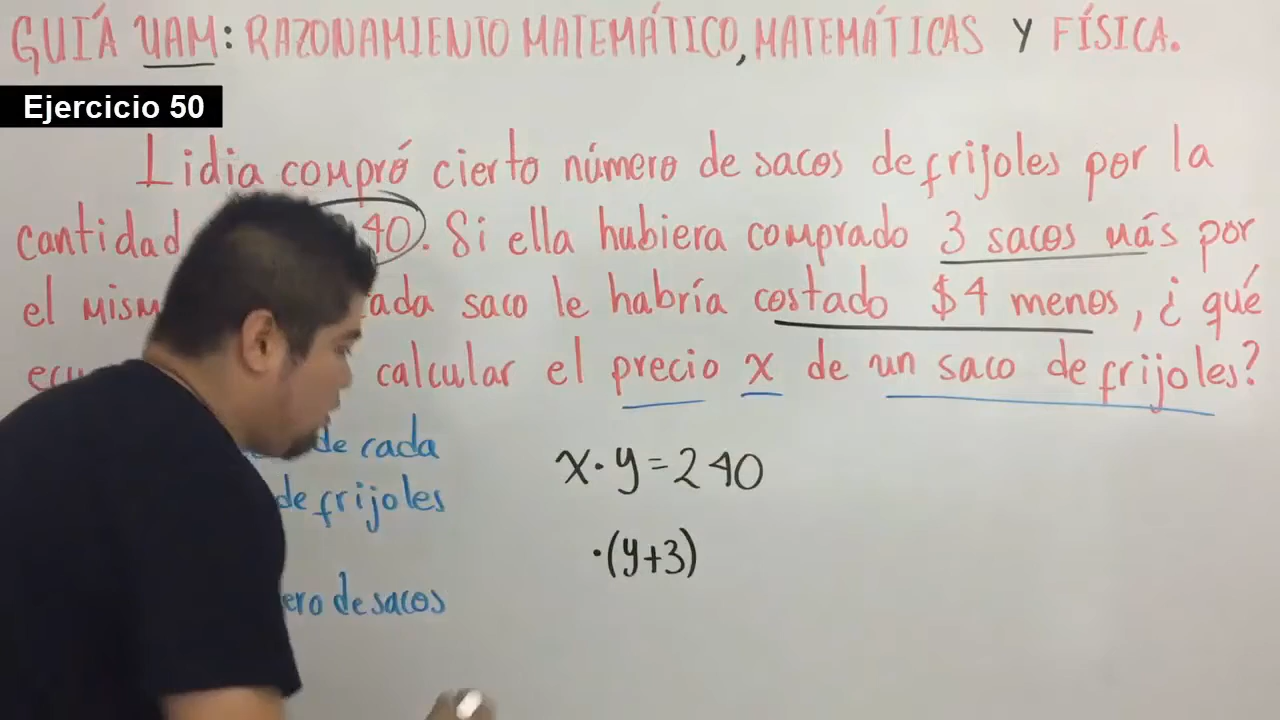 GUÍA UAM: RAZONAMIENTO MATEMÁTICO, MATEMÁTICAS Y FÍSICA.
Ejercicio 50
Lidia compró cierto número de sacos de frijoles por la
cantidad 40. Si ella hubiera comprado 3 sacos más por
el mism ada saco le habría costado $4 menos, ¿qué
ecu calcular el precio x de un saco de frijoles?
de cada
de frijoles
ero de sacos
x·y=240
·(y+3)